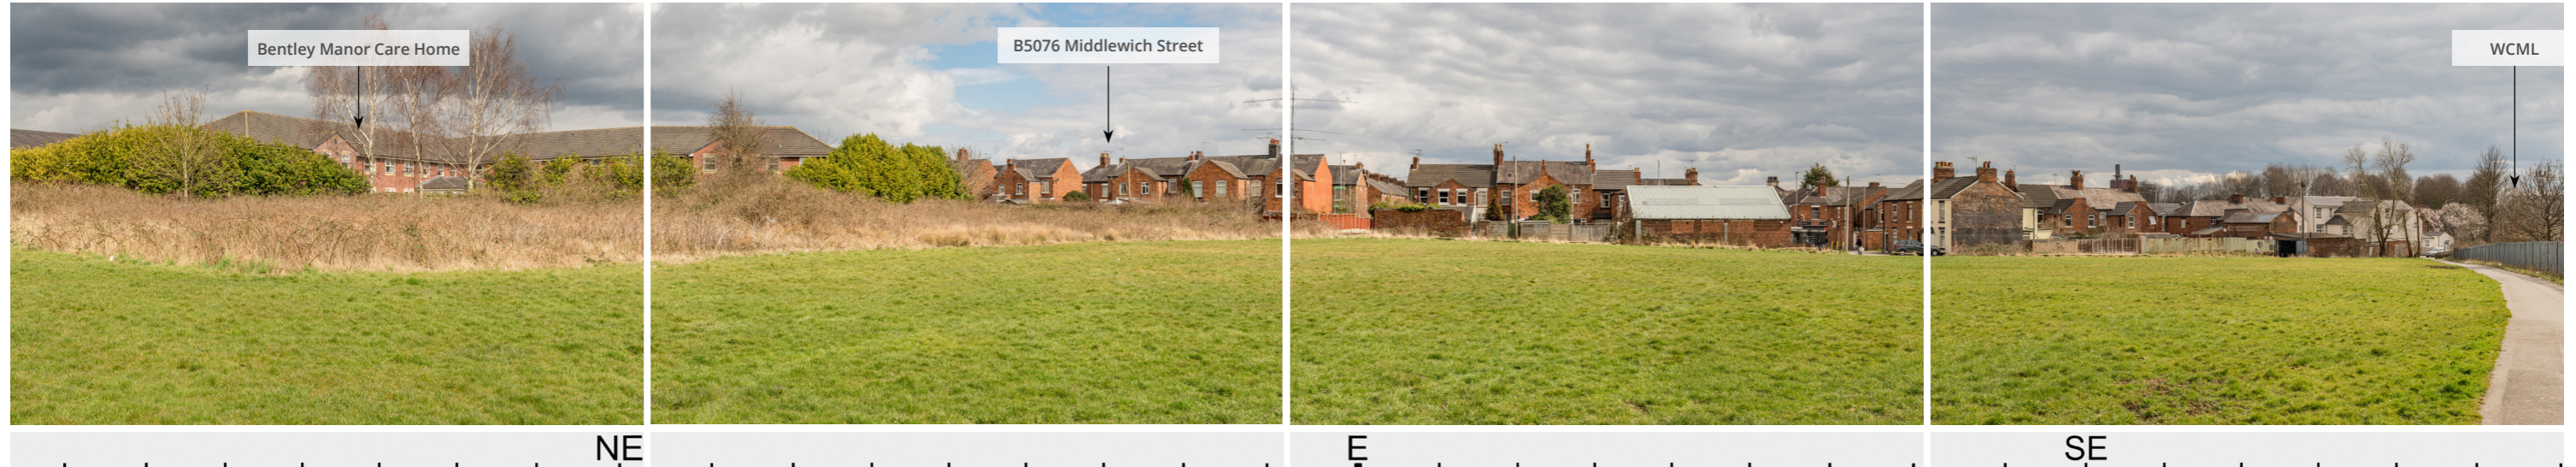 Bentley Manor Care Home
B5076 Middlewich Street
WCML
NE
E
SE